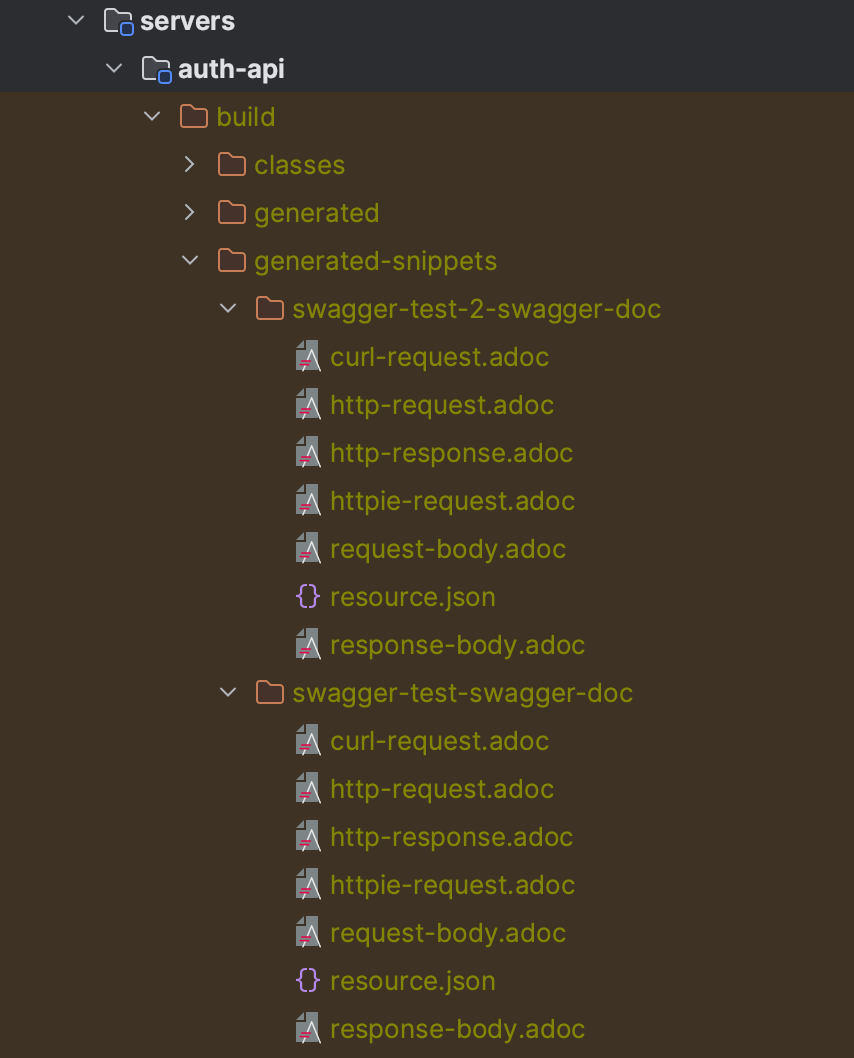 servers
auth-api
build
classes
generated
generated-snippets
swagger-test-2-swagger-doc
curl-request.adoc
http-request.adoc
http-response.adoc
httpie-request.adoc
request-body.adoc
resource.json
response-body.adoc
swagger-test-swagger-doc
curl-request.adoc
http-request.adoc
http-response.adoc
httpie-request.adoc
request-body.adoc
resource.json
response-body.adoc